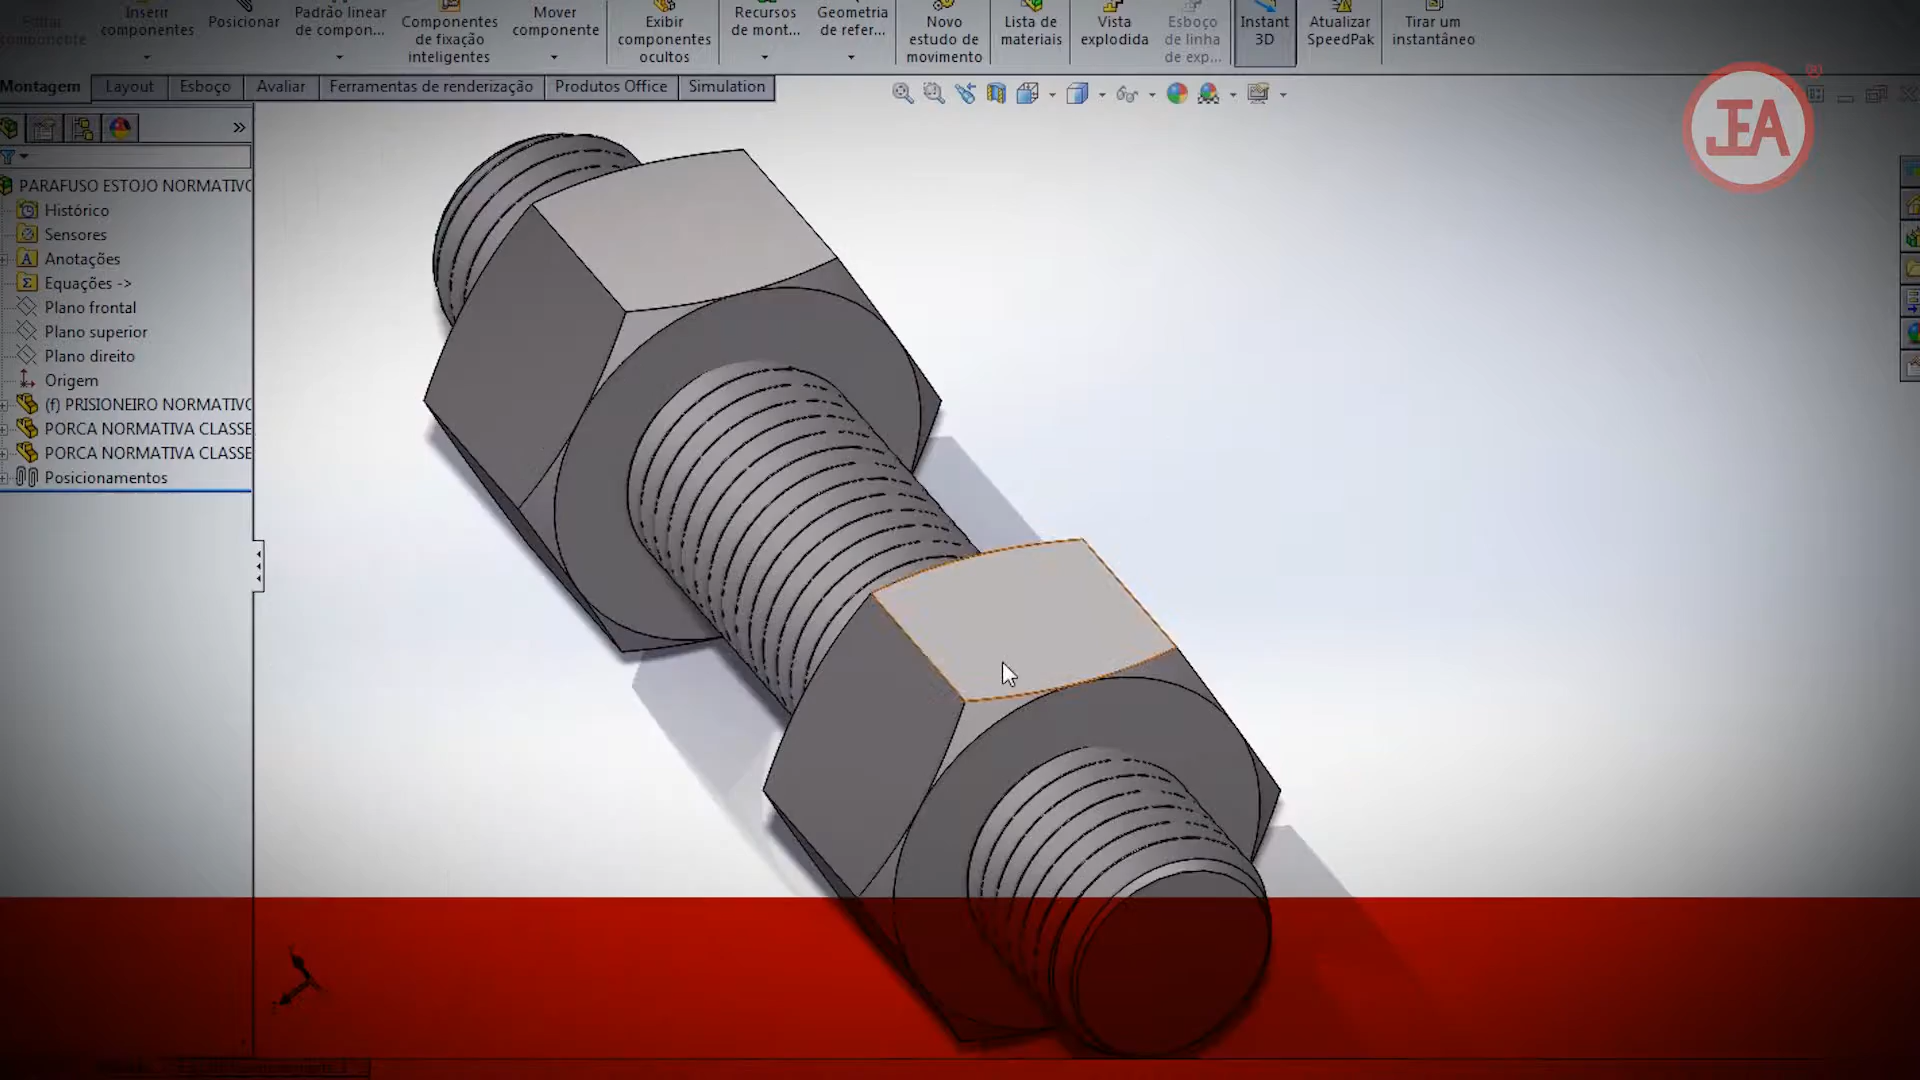 Editar
componente
Inserir
componentes
Posicionar
Padrão linear
de compon...
Componentes
de fixação
inteligentes
Mover
componente
Exibir
componentes
ocultos
Recursos
de mont...
Geometria
de refer...
Novo
estudo de
movimento
Lista de
materiais
Vista
explodida
Esboço
de linha
de exp...
Instant
3D
Atualizar
SpeedPak
Tirar um
instantâneo
Montagem
Layout
Esboço
Avaliar
Ferramentas de renderização
Produtos Office
Simulation
JEA
®
PARAFUSO ESTOJO NORMATIVO
Histórico
Sensores
Anotações
Equações ->
Plano frontal
Plano superior
Plano direito
Origem
(f) PRISIONEIRO NORMATIVO
PORCA NORMATIVA CLASSE
PORCA NORMATIVA CLASSE
Posicionamentos